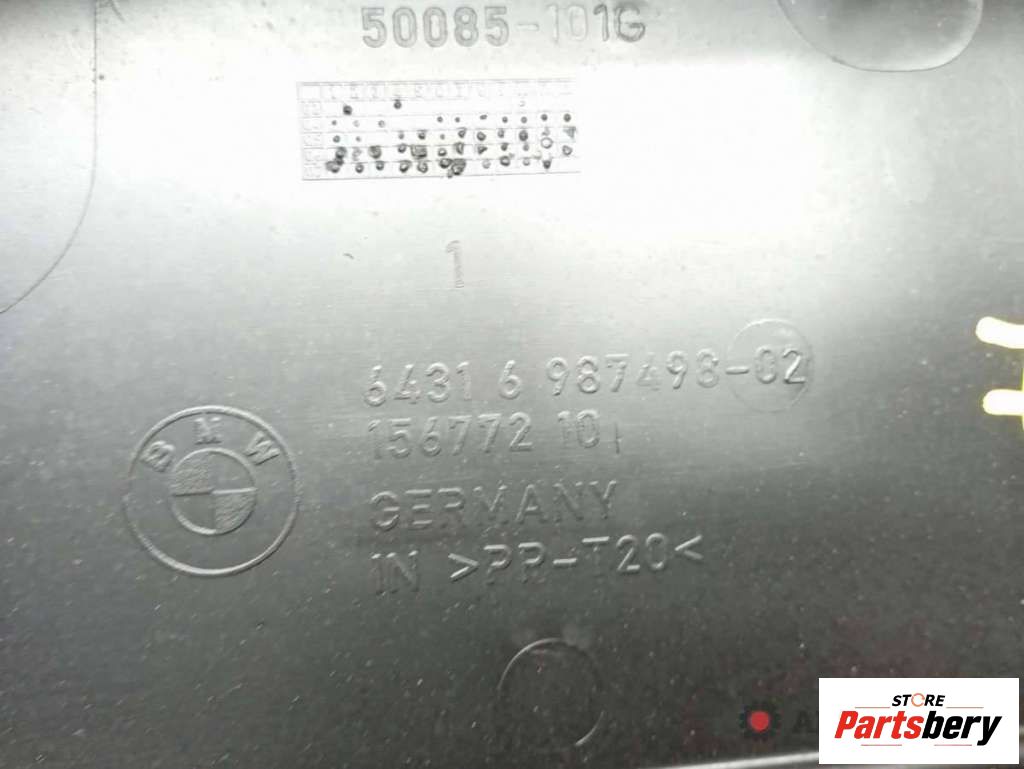 50085-101G
1
6431 6 987498-02
156772 10
BMW
GERMANY
IN >PP-T20<
STORE
Partsbery